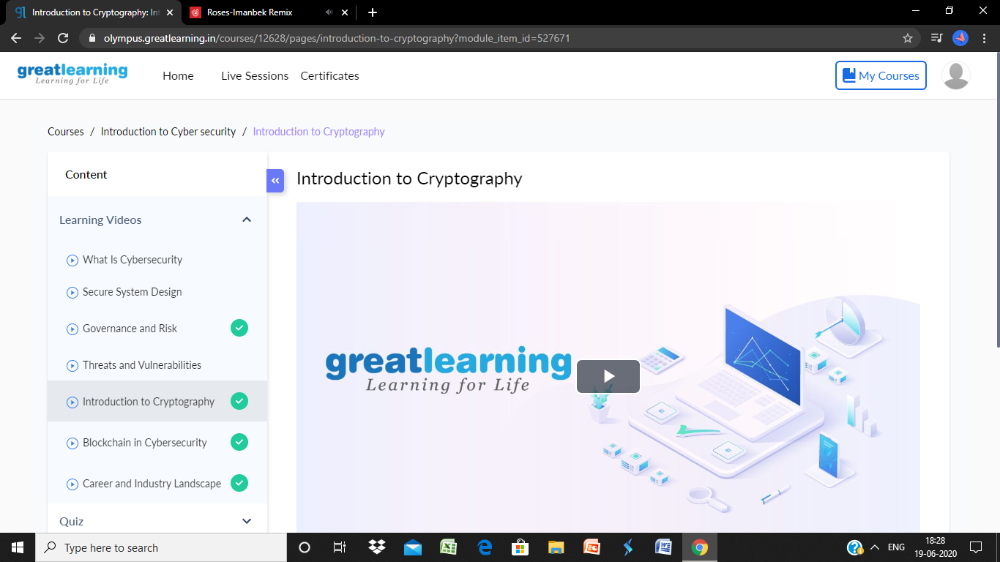 Introduction to Cryptography: Int
Roses-Imanbek Remix
olympus.greatlearning.in/courses/12628/pages/introduction-to-cryptography?module_item_id=527671
greatlearning
Learning for Life
Home
Live Sessions
Certificates
My Courses
Courses / Introduction to Cyber security / Introduction to Cryptography
Content
Introduction to Cryptography
Learning Videos
What Is Cybersecurity
Secure System Design
Governance and Risk
Threats and Vulnerabilities
Introduction to Cryptography
Blockchain in Cybersecurity
Career and Industry Landscape
Quiz
greatlearning
Learning for Life
Type here to search
ENG
18:28
19-06-2020